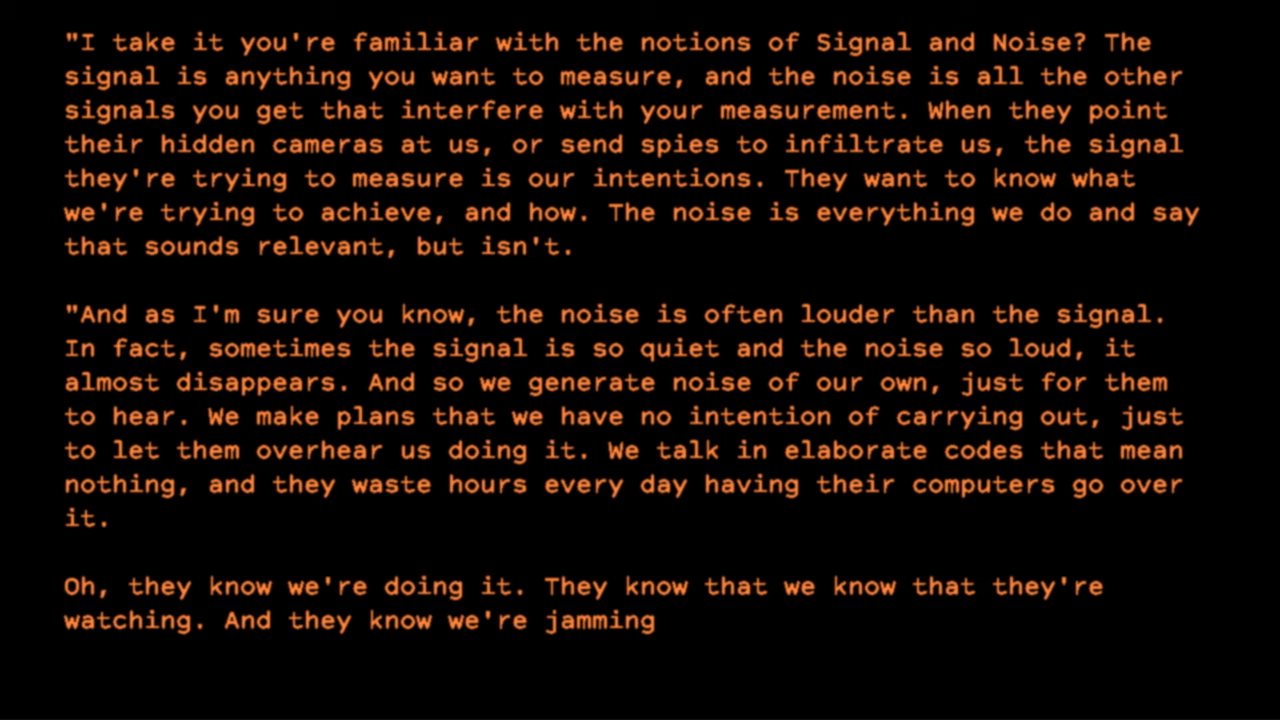 "I take it you're familiar with the notions of Signal and Noise? The
signal is anything you want to measure, and the noise is all the other
signals you get that interfere with your measurement. When they point
their hidden cameras at us, or send spies to infiltrate us, the signal
they're trying to measure is our intentions. They want to know what
we're trying to achieve, and how. The noise is everything we do and say
that sounds relevant, but isn't.

"And as I'm sure you know, the noise is often louder than the signal.
In fact, sometimes the signal is so quiet and the noise so loud, it
almost disappears. And so we generate noise of our own, just for them
to hear. We make plans that we have no intention of carrying out, just
to let them overhear us doing it. We talk in elaborate codes that mean
nothing, and they waste hours every day having their computers go over
it.

Oh, they know we're doing it. They know that we know that they're
watching. And they know we're jamming